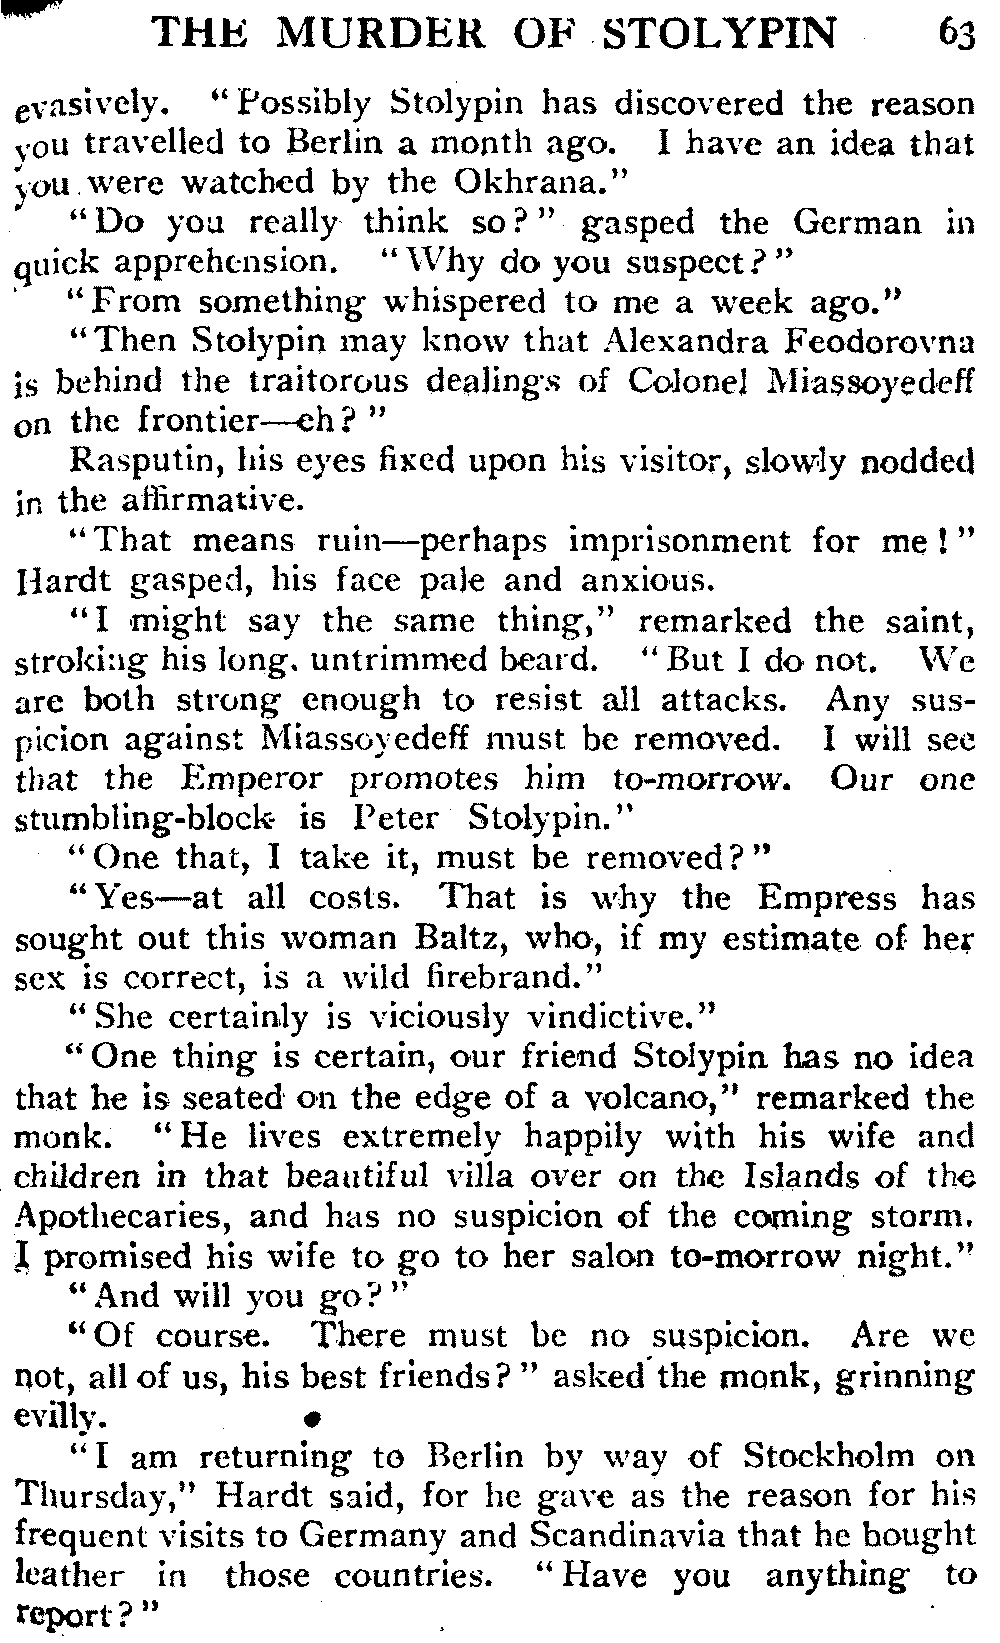 THE MURDER OF STOLYPIN 63
evasively. “Possibly Stolypin has discovered the reason
you travelled to Berlin a month ago. I have an idea that
you were watched by the Okhrana.”
“Do you really think so?” gasped the German in
quick apprehension. “Why do you suspect?”
“From something whispered to me a week ago.”
“Then Stolypin may know that Alexandra Feodorovna
is behind the traitorous dealings of Colonel Miassoyedeff
on the frontier—eh?”
Rasputin, his eyes fixed upon his visitor, slowly nodded
in the affirmative.
“That means ruin—perhaps imprisonment for me!”
Hardt gasped, his face pale and anxious.
“I might say the same thing,” remarked the saint,
stroking his long, untrimmed beard. “But I do not. We
are both strong enough to resist all attacks. Any sus-
picion against Miassoyedeff must be removed. I will see
that the Emperor promotes him to-morrow. Our one
stumbling-block is Peter Stolypin.”
“One that, I take it, must be removed?”
“Yes—at all costs. That is why the Empress has
sought out this woman Baltz, who, if my estimate of her
sex is correct, is a wild firebrand.”
“She certainly is viciously vindictive.”
“One thing is certain, our friend Stolypin has no idea
that he is seated on the edge of a volcano,” remarked the
monk. “He lives extremely happily with his wife and
children in that beautiful villa over on the Islands of the
Apothecaries, and has no suspicion of the coming storm.
I promised his wife to go to her salon to-morrow night.”
“And will you go?”
“Of course. There must be no suspicion. Are we
not, all of us, his best friends?” asked the monk, grinning
evilly.
“I am returning to Berlin by way of Stockholm on
Thursday,” Hardt said, for he gave as the reason for his
frequent visits to Germany and Scandinavia that he bought
leather in those countries. “Have you anything to
report?”